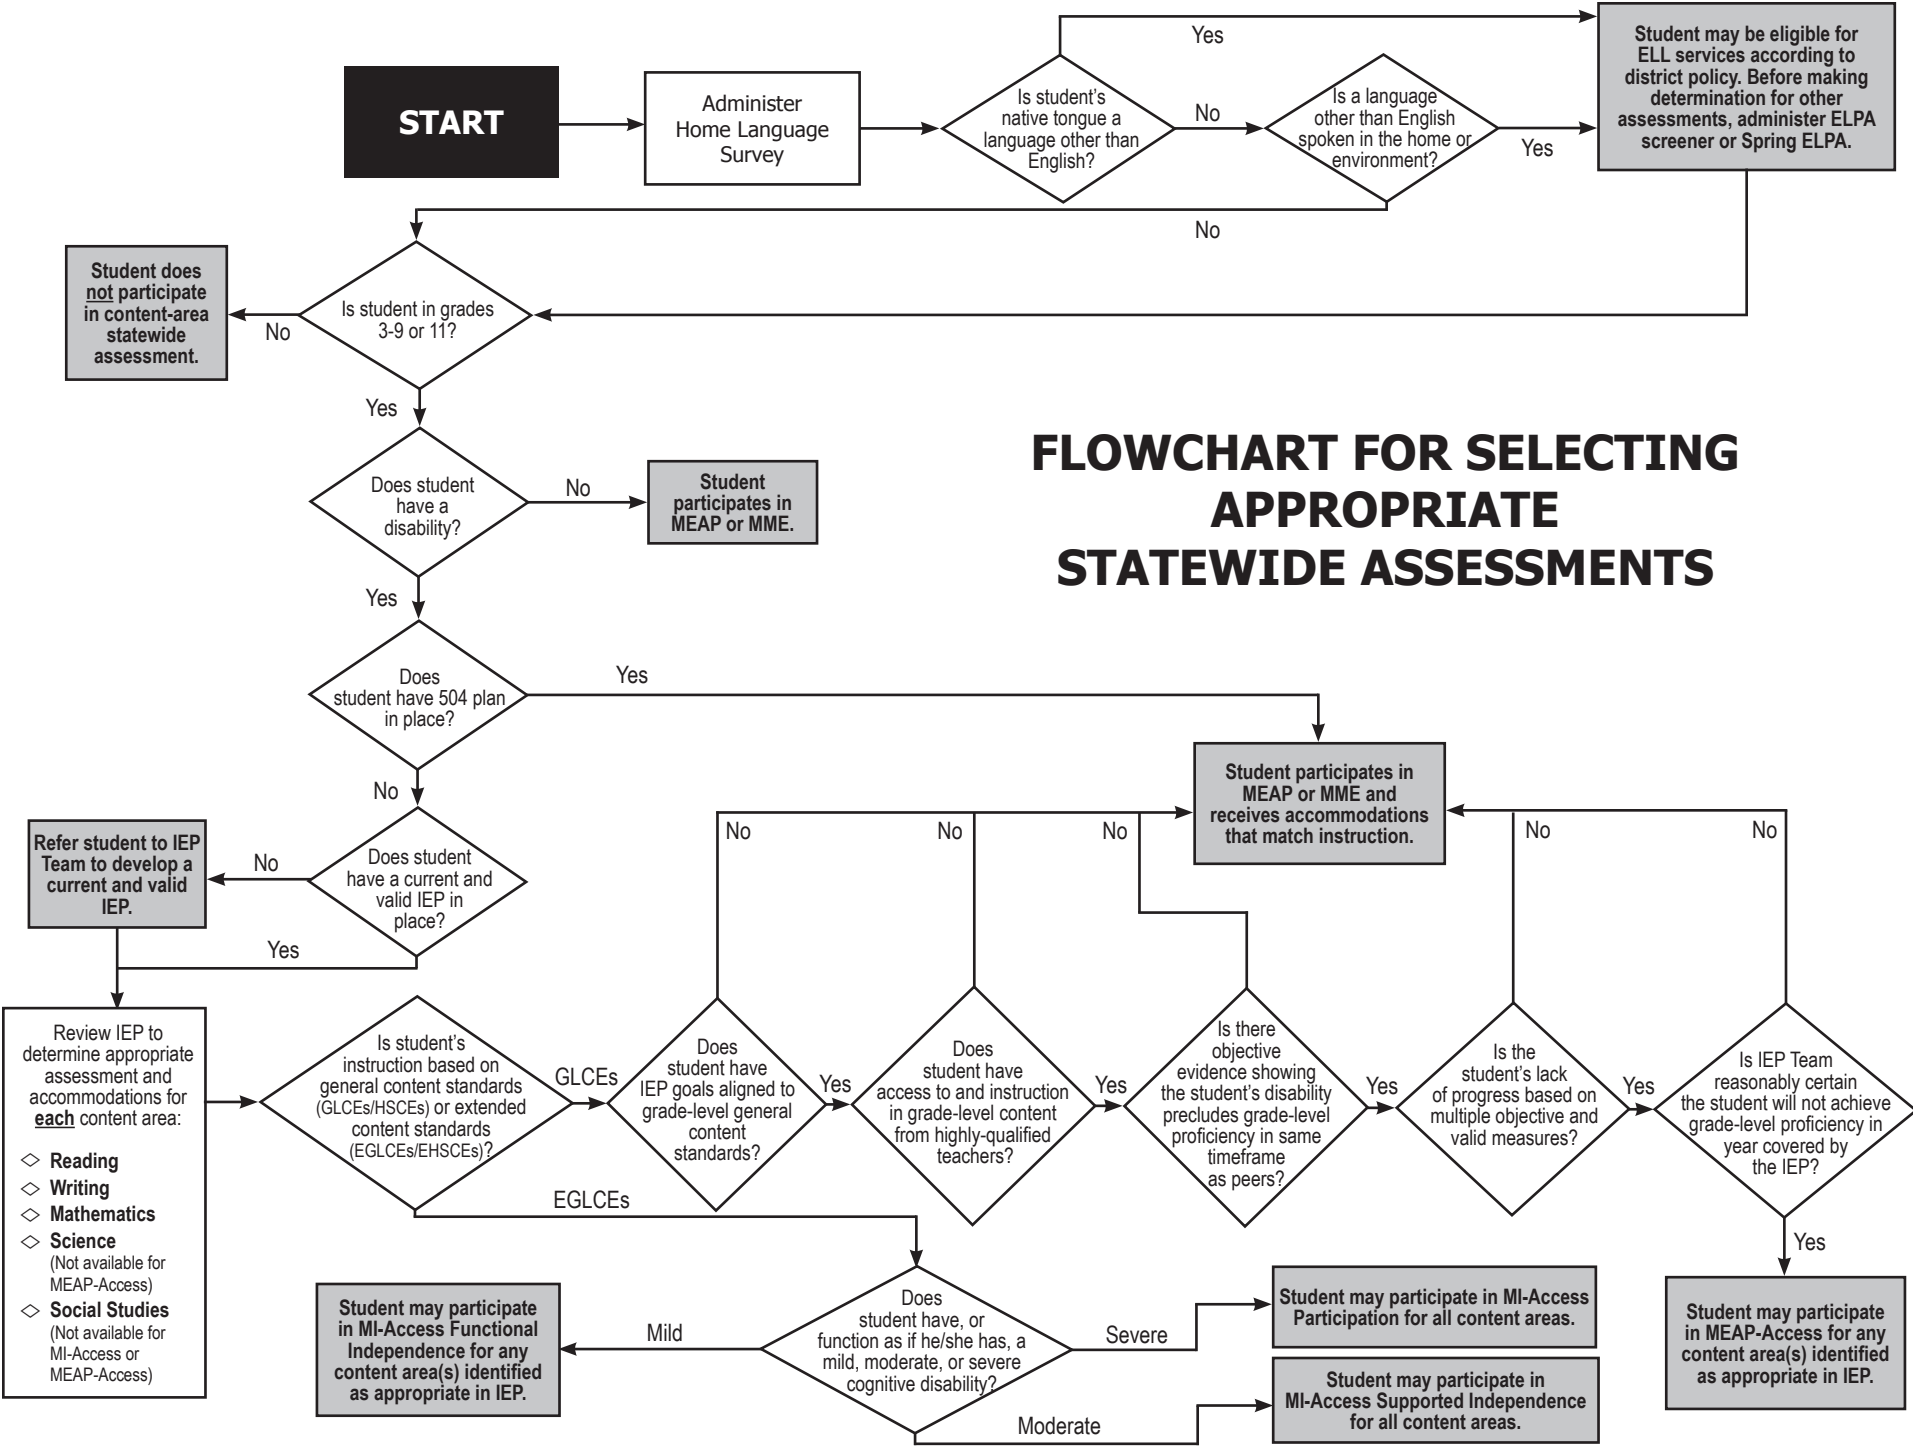 START
Administer
Home Language
Survey
Is student's
native tongue a
language other than
English?
Yes
No
Is a language
other than English
spoken in the home or
environment?
Yes
No
Student may be eligible for
ELL services according to
district policy. Before making
determination for other
assessments, administer ELPA
screener or Spring ELPA.
Is student in grades
3-9 or 11?
No
Student does
not participate
in content-area
statewide
assessment.
Yes
FLOWCHART FOR SELECTING
APPROPRIATE
STATEWIDE ASSESSMENTS
Does student
have a
disability?
No
Student
participates in
MEAP or MME.
Yes
Does
student have 504 plan
in place?
Yes
Student participates in
MEAP or MME and
receives accommodations
that match instruction.
No
Does student
have a current and
valid IEP in
place?
No
Refer student to IEP
Team to develop a
current and valid
IEP.
Yes
Review IEP to
determine appropriate
assessment and
accommodations for
each content area:
Reading
Writing
Mathematics
Science
(Not available for
MEAP-Access)
Social Studies
(Not available for
MI-Access or
MEAP-Access)
Is student's
instruction based on
general content standards
(GLCEs/HSCEs) or extended
content standards
(EGLCEs/EHSCEs)?
GLCEs
Does
student have
IEP goals aligned to
grade-level general
content
standards?
No
Yes
Does
student have
access to and instruction
in grade-level content
from highly-qualified
teachers?
No
Yes
Is there
objective
evidence showing
the student's disability
precludes grade-level
proficiency in same
timeframe
as peers?
No
Yes
Is the
student's lack
of progress based on
multiple objective and
valid measures?
No
Yes
Is IEP Team
reasonably certain
the student will not achieve
grade-level proficiency in
year covered by
the IEP?
No
Yes
Student may participate
in MEAP-Access for any
content area(s) identified
as appropriate in IEP.
EGLCEs
Does
student have, or
function as if he/she has, a
mild, moderate, or severe
cognitive disability?
Mild
Student may participate
in MI-Access Functional
Independence for any
content area(s) identified
as appropriate in IEP.
Severe
Student may participate in MI-Access
Participation for all content areas.
Moderate
Student may participate in
MI-Access Supported Independence
for all content areas.